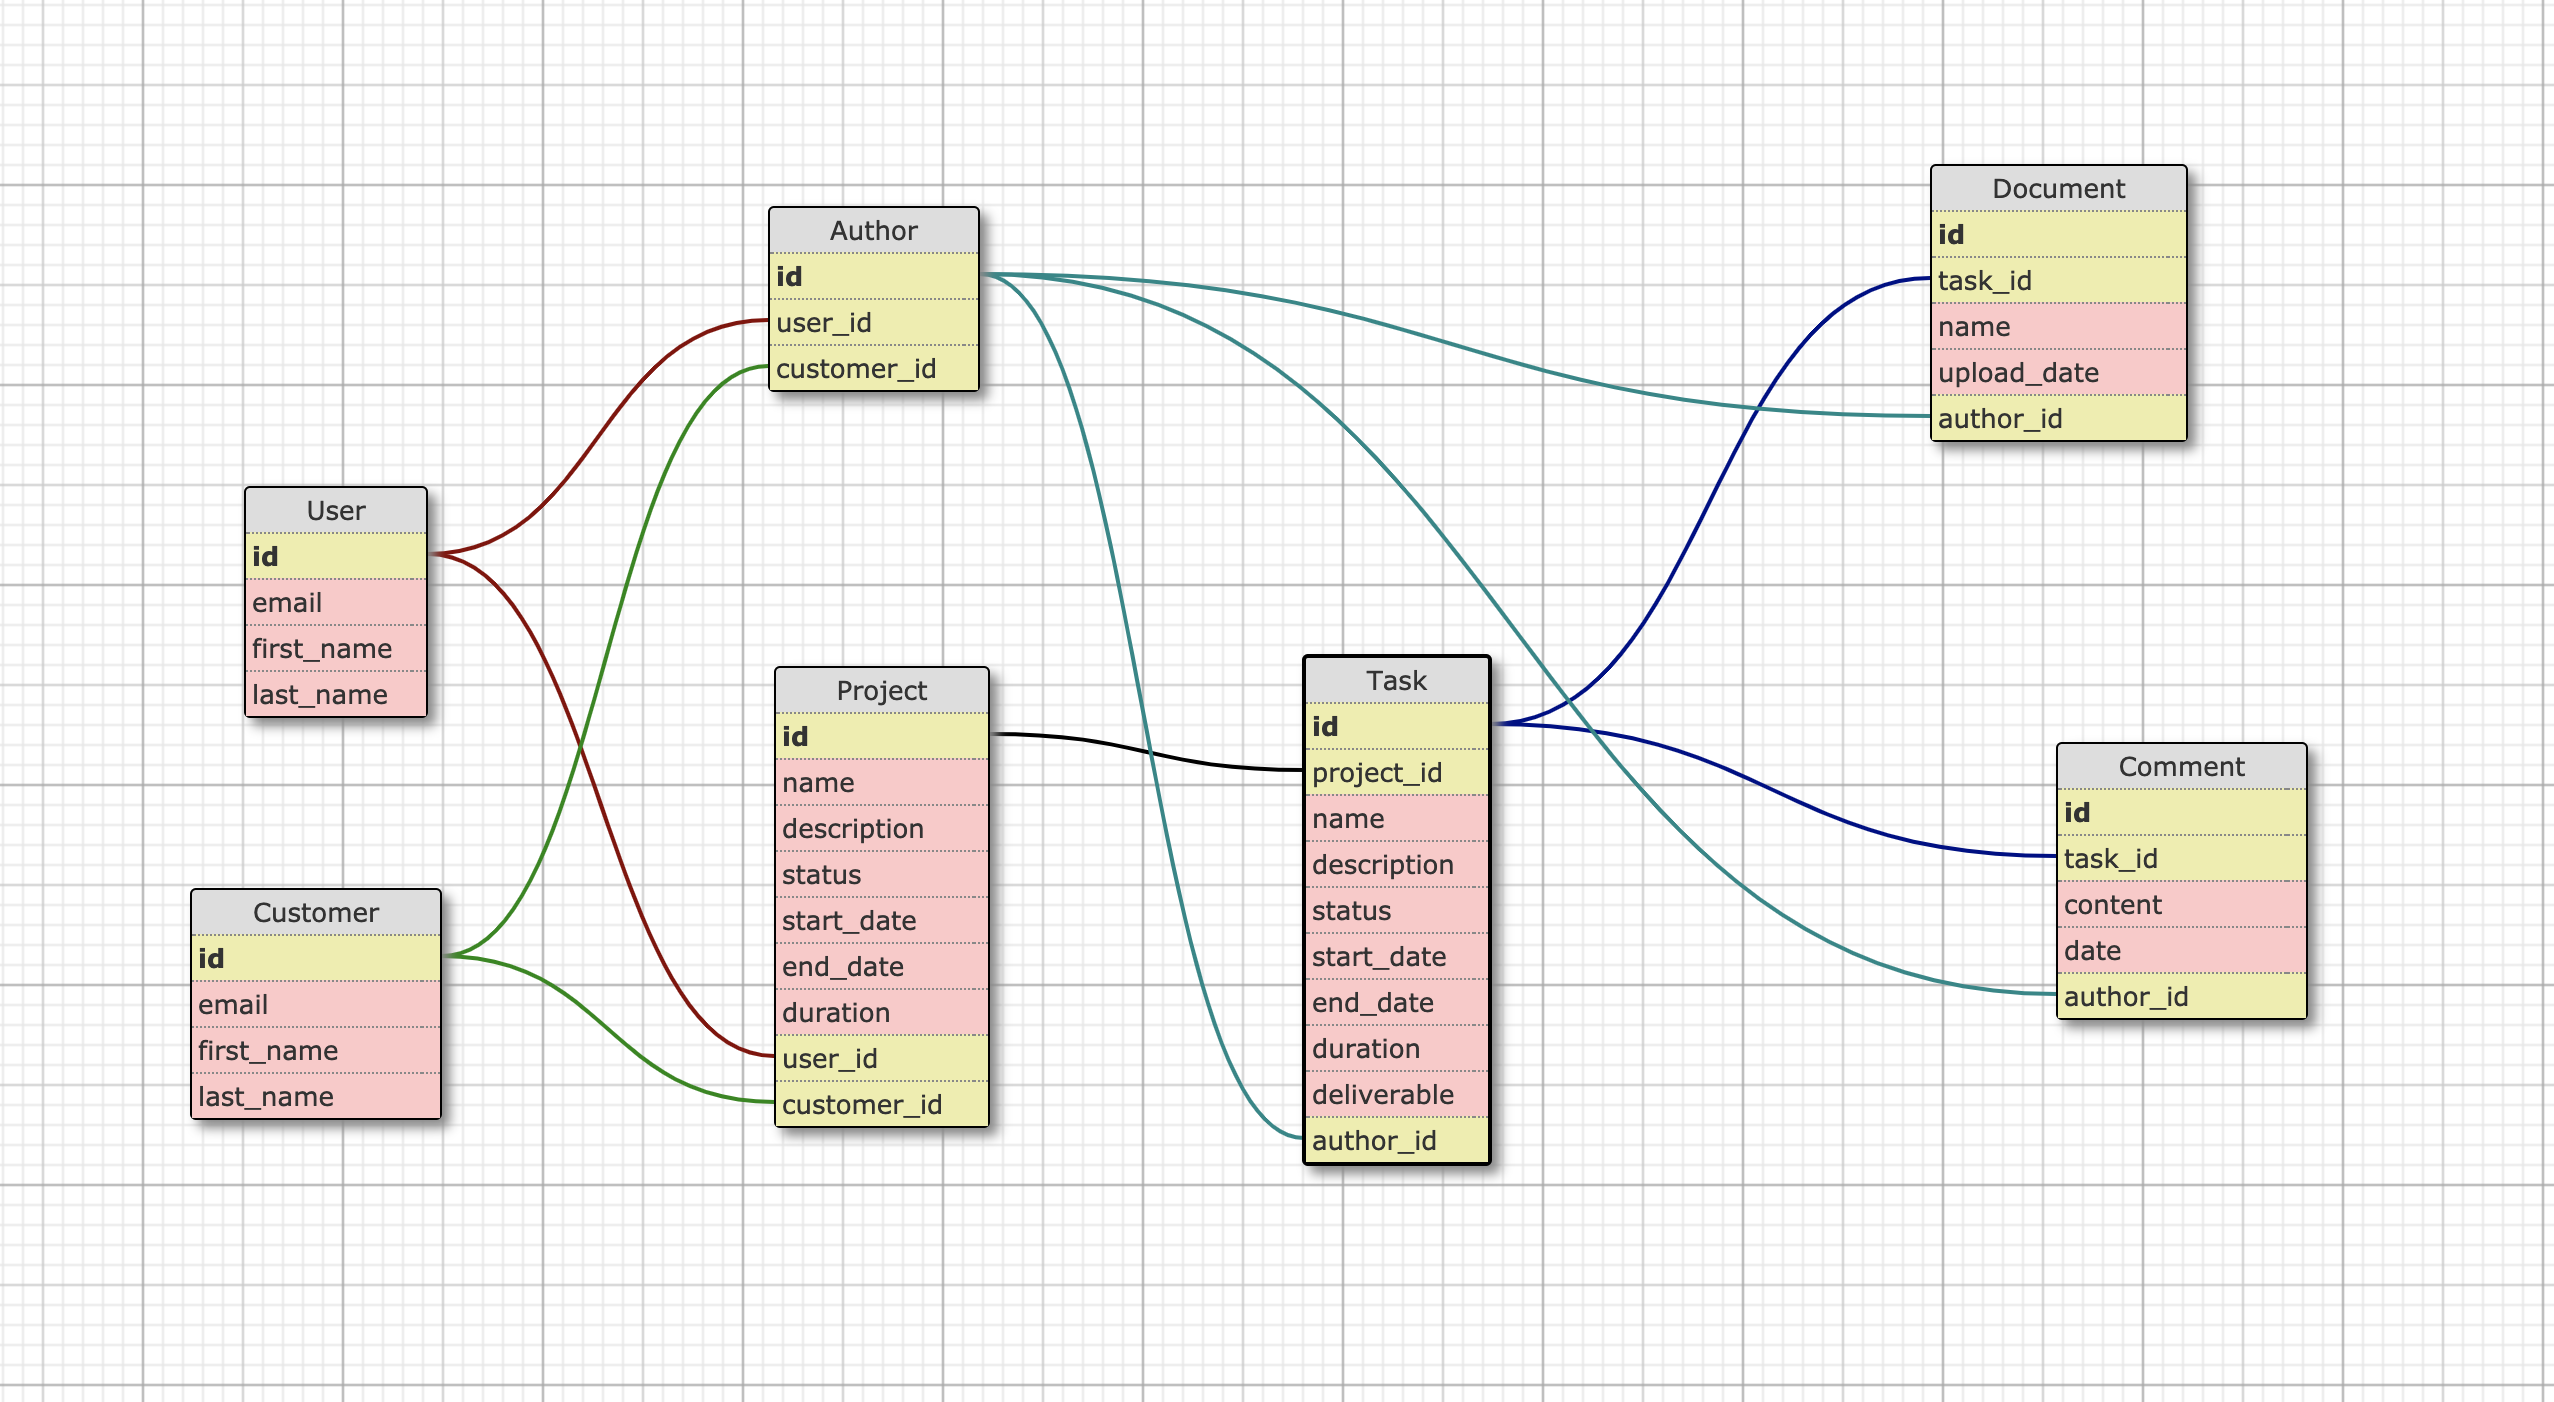 Document
id
task_id
name
upload_date
author_id
Author
id
user_id
customer_id
User
id
email
first_name
last_name
Project
id
name
description
status
start_date
end_date
duration
user_id
customer_id
Task
id
project_id
name
description
status
start_date
end_date
duration
deliverable
author_id
Comment
id
task_id
content
date
author_id
Customer
id
email
first_name
last_name